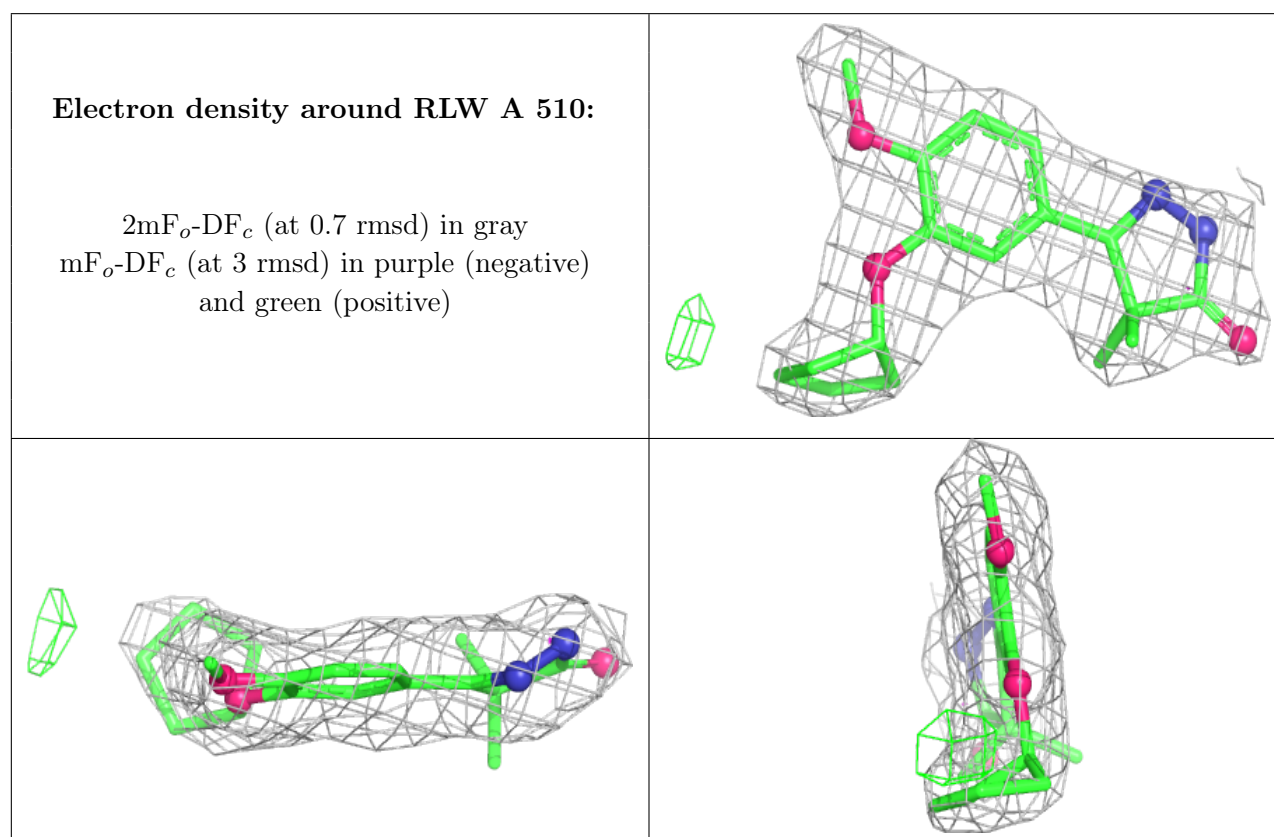 Electron density around RLW A 510:
2mFo-DFc (at 0.7 rmsd) in gray
mFo-DFc (at 3 rmsd) in purple (negative)
and green (positive)